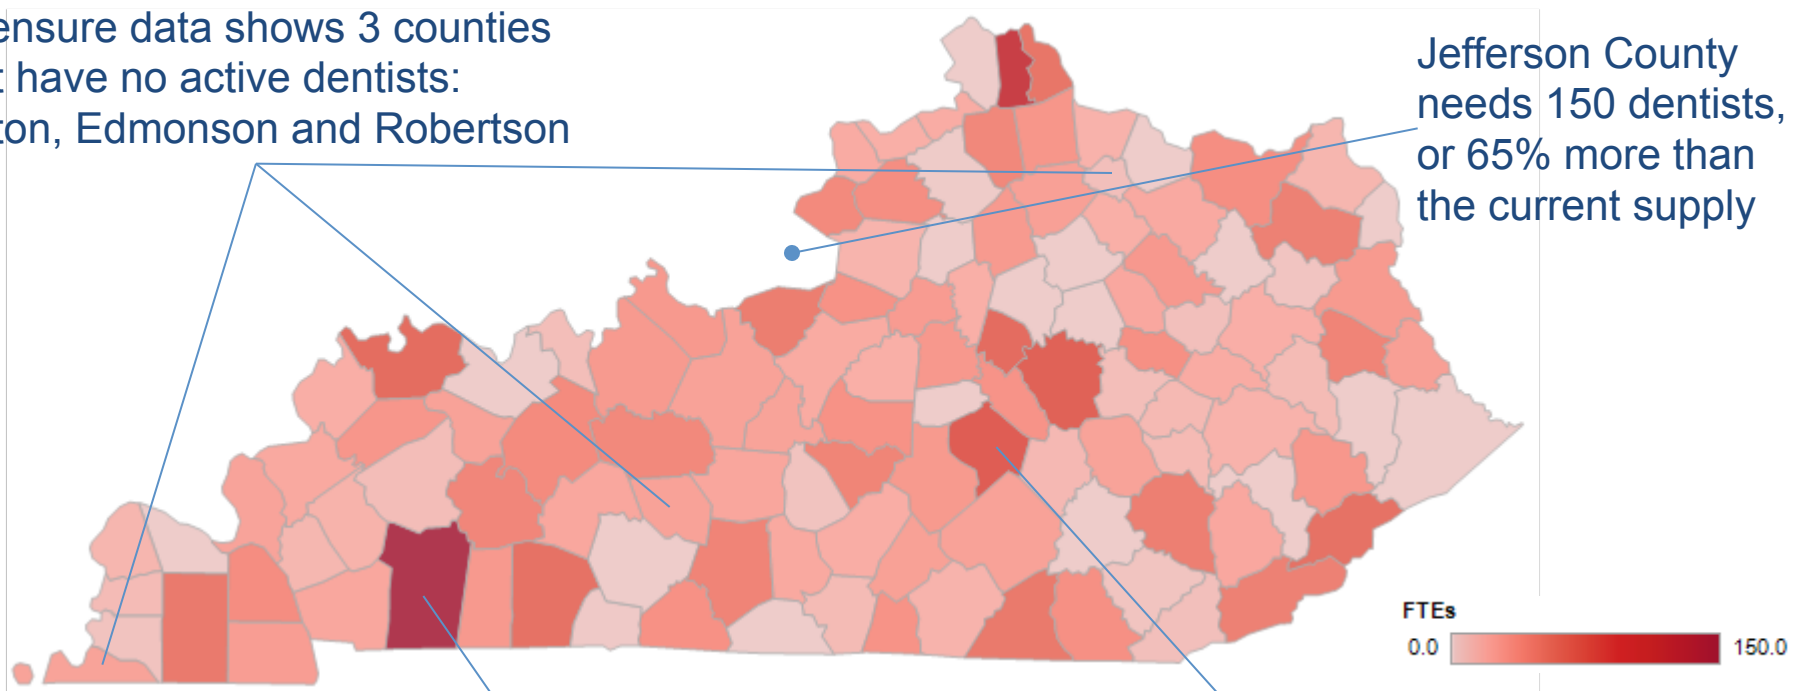 ensure data shows 3 counties
t have no active dentists:
ton, Edmonson and Robertson
Jefferson County
needs 150 dentists,
or 65% more than
the current supply
FTEs
0.0
150.0